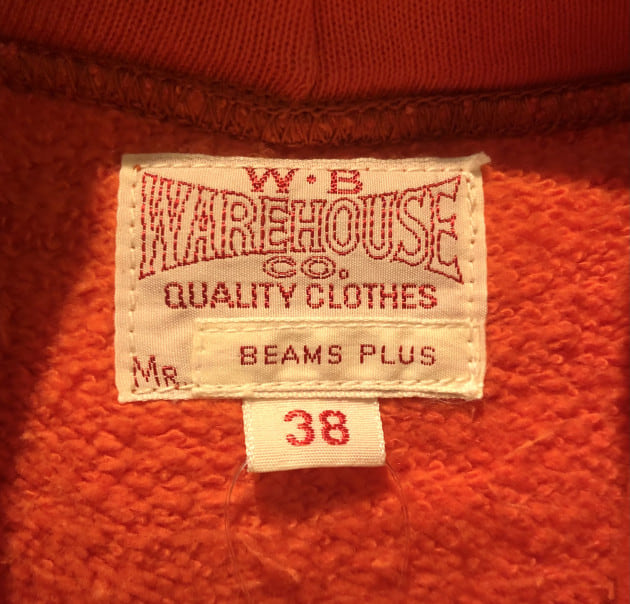 W·B
WAREHOUSE
CO.
QUALITY CLOTHES
BEAMS PLUS
MR.
38